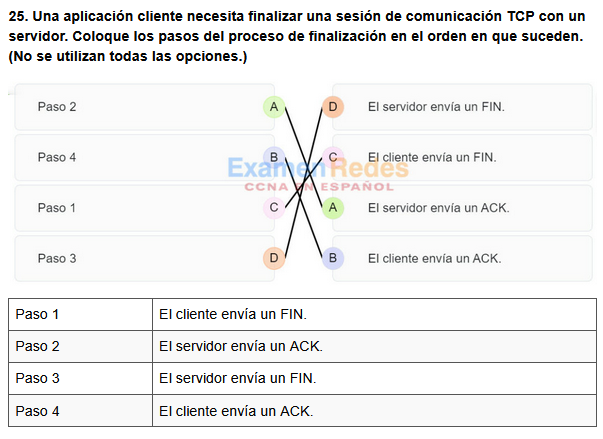 25. Una aplicación cliente necesita finalizar una sesión de comunicación TCP con un
servidor. Coloque los pasos del proceso de finalización en el orden en que suceden.
(No se utilizan todas las opciones.)
Paso 2 A D El servidor envía un FIN.
Paso 4 B C El cliente envía un FIN.
ExamenRedes
CCNA EN ESPAÑOL
Paso 1 C A El servidor envía un ACK.
Paso 3 D B El cliente envía un ACK.
Paso 1 El cliente envía un FIN.
Paso 2 El servidor envía un ACK.
Paso 3 El servidor envía un FIN.
Paso 4 El cliente envía un ACK.